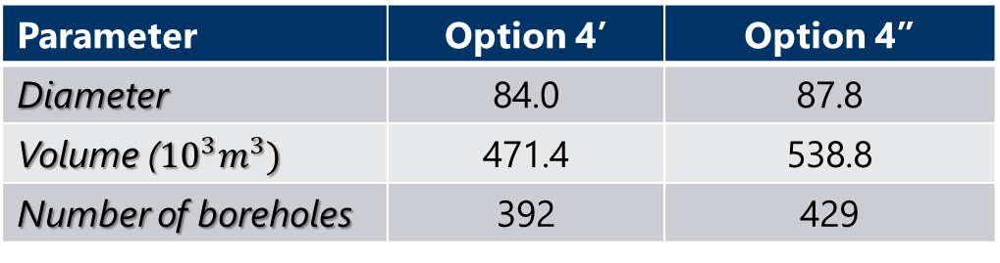 Parameter Option 4′ Option 4″
Diameter 84.0 87.8
Volume (10³m³) 471.4 538.8
Number of boreholes 392 429